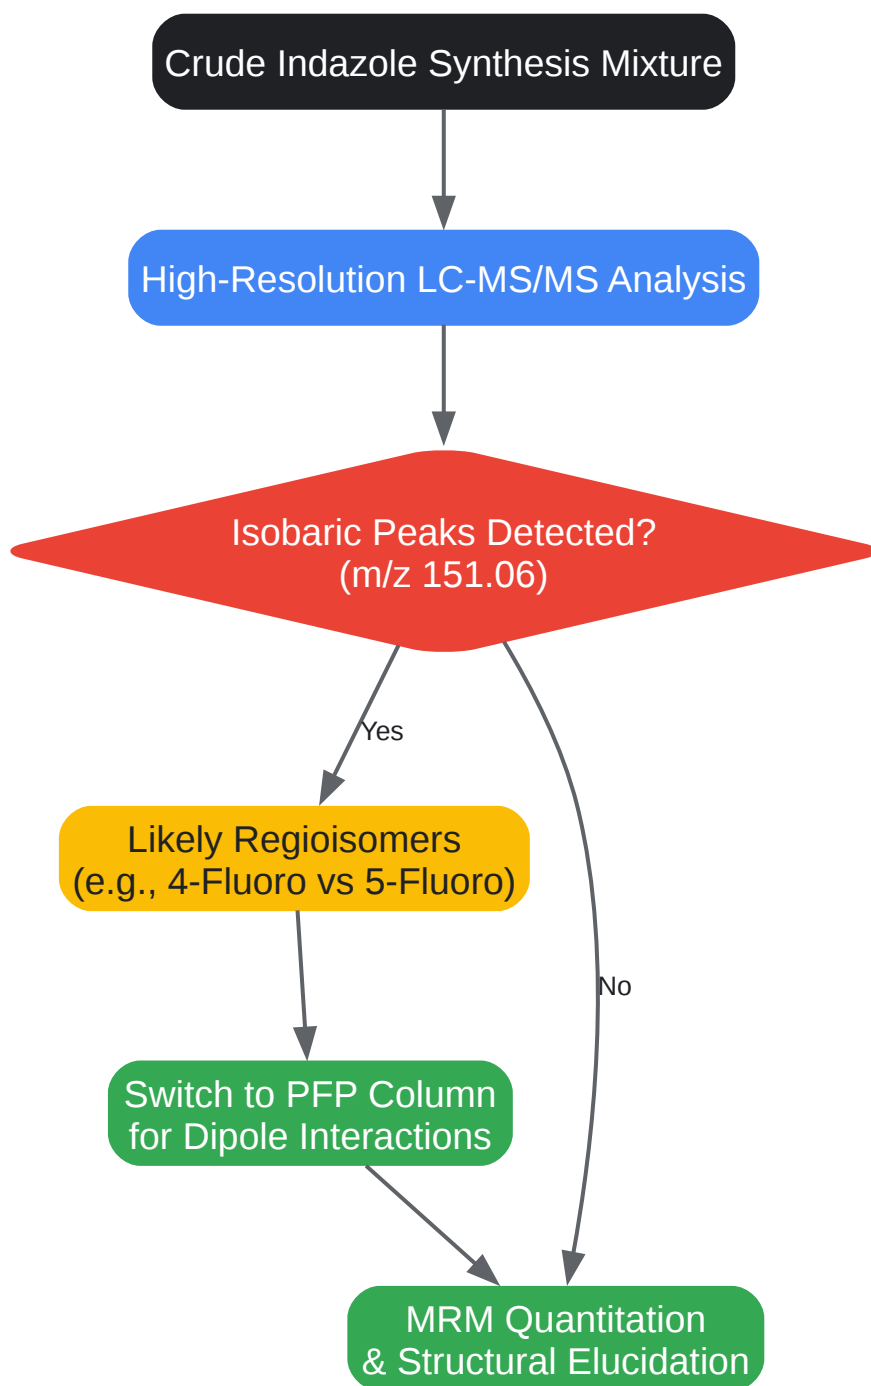 Crude Indazole Synthesis Mixture
High-Resolution LC-MS/MS Analysis
Isobaric Peaks Detected?
(m/z 151.06)
Yes
Likely Regioisomers
(e.g., 4-Fluoro vs 5-Fluoro)
No
Switch to PFP Column
for Dipole Interactions
MRM Quantitation
& Structural Elucidation